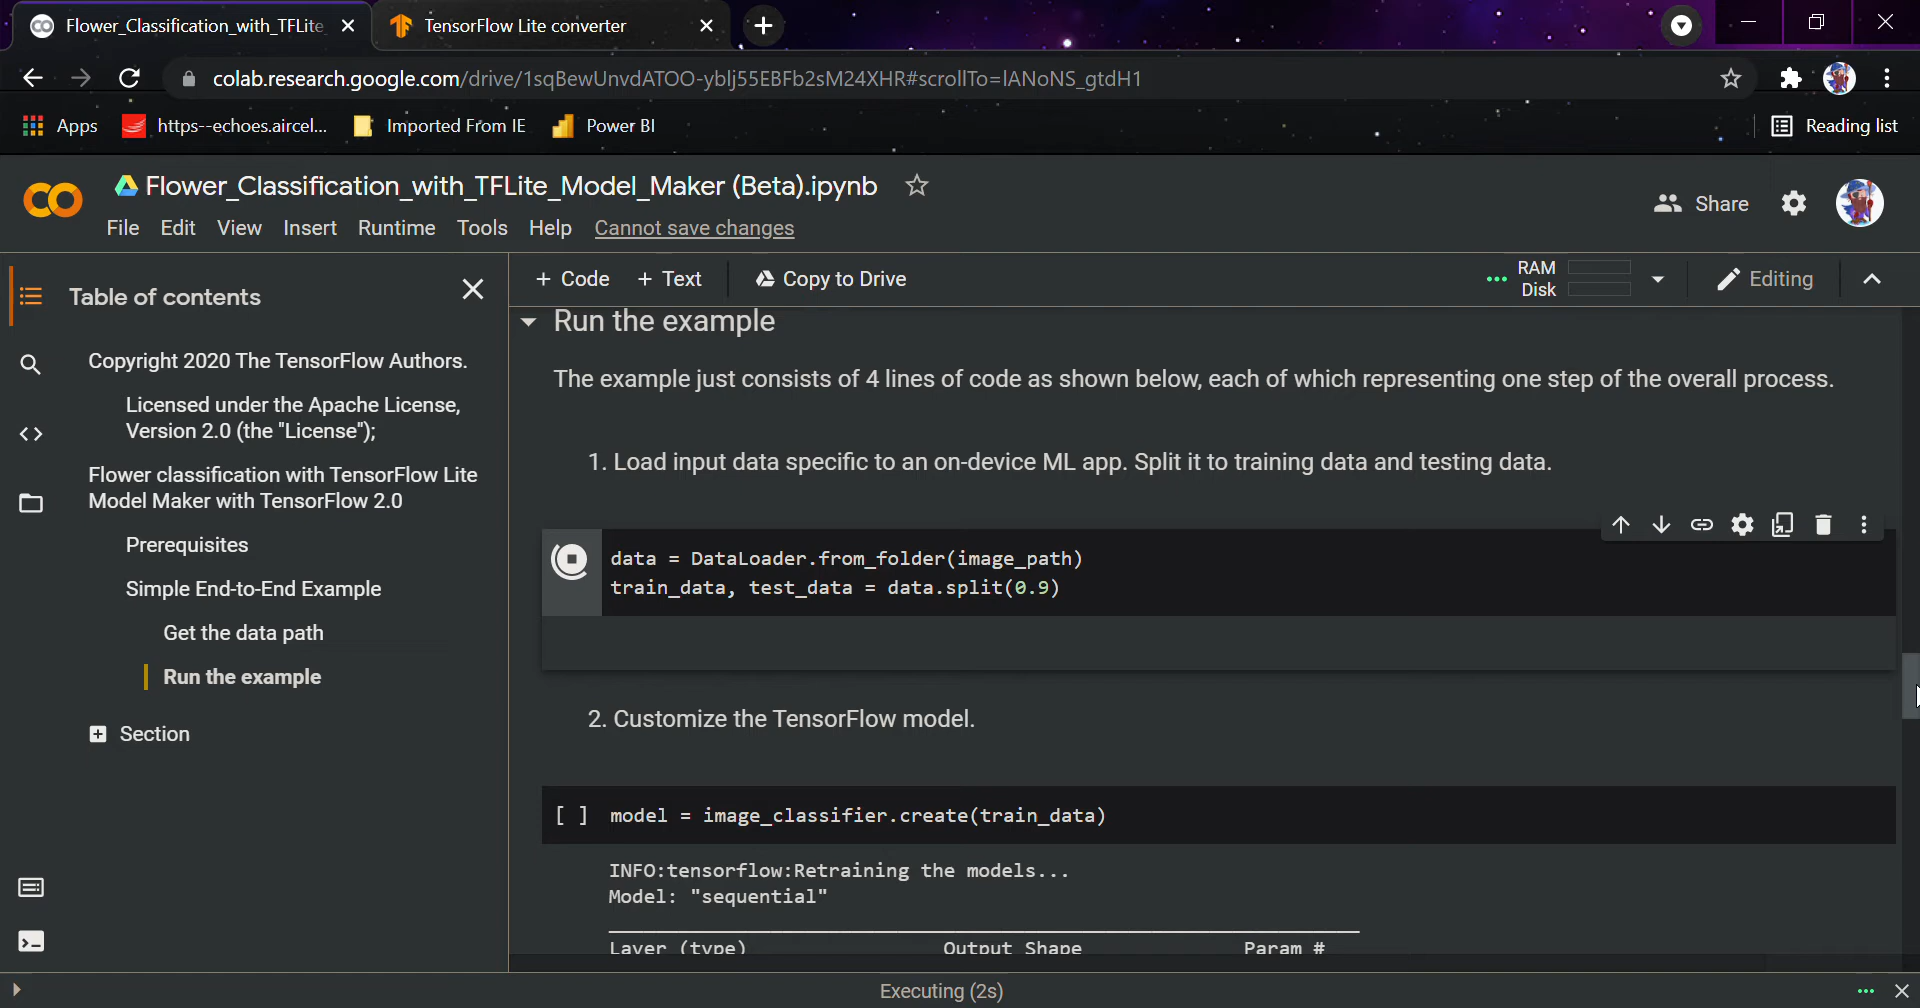 Flower_Classification_with_TFLite
TensorFlow Lite converter
colab.research.google.com/drive/1sqBewUnvdATOO-yblj55EBFb2sM24XHR#scrollTo=lANoNS_gtdH1
Apps
https--echoes.aircel...
Imported From IE
Power BI
Reading list
CO
Flower_Classification_with_TFLite_Model_Maker (Beta).ipynb
Share
File Edit View Insert Runtime Tools Help Cannot save changes
Table of contents
+ Code + Text Copy to Drive
RAM
Disk
Editing
Copyright 2020 The TensorFlow Authors.
Licensed under the Apache License,
Version 2.0 (the "License");
Flower classification with TensorFlow Lite
Model Maker with TensorFlow 2.0
Prerequisites
Simple End-to-End Example
Get the data path
Run the example
Section
Run the example
The example just consists of 4 lines of code as shown below, each of which representing one step of the overall process.
1. Load input data specific to an on-device ML app. Split it to training data and testing data.
data = DataLoader.from_folder(image_path)
train_data, test_data = data.split(0.9)
2. Customize the TensorFlow model.
[ ] model = image_classifier.create(train_data)
INFO:tensorflow:Retraining the models...
Model: "sequential"
Layer (type) Output Shape Param #
Executing (2s)